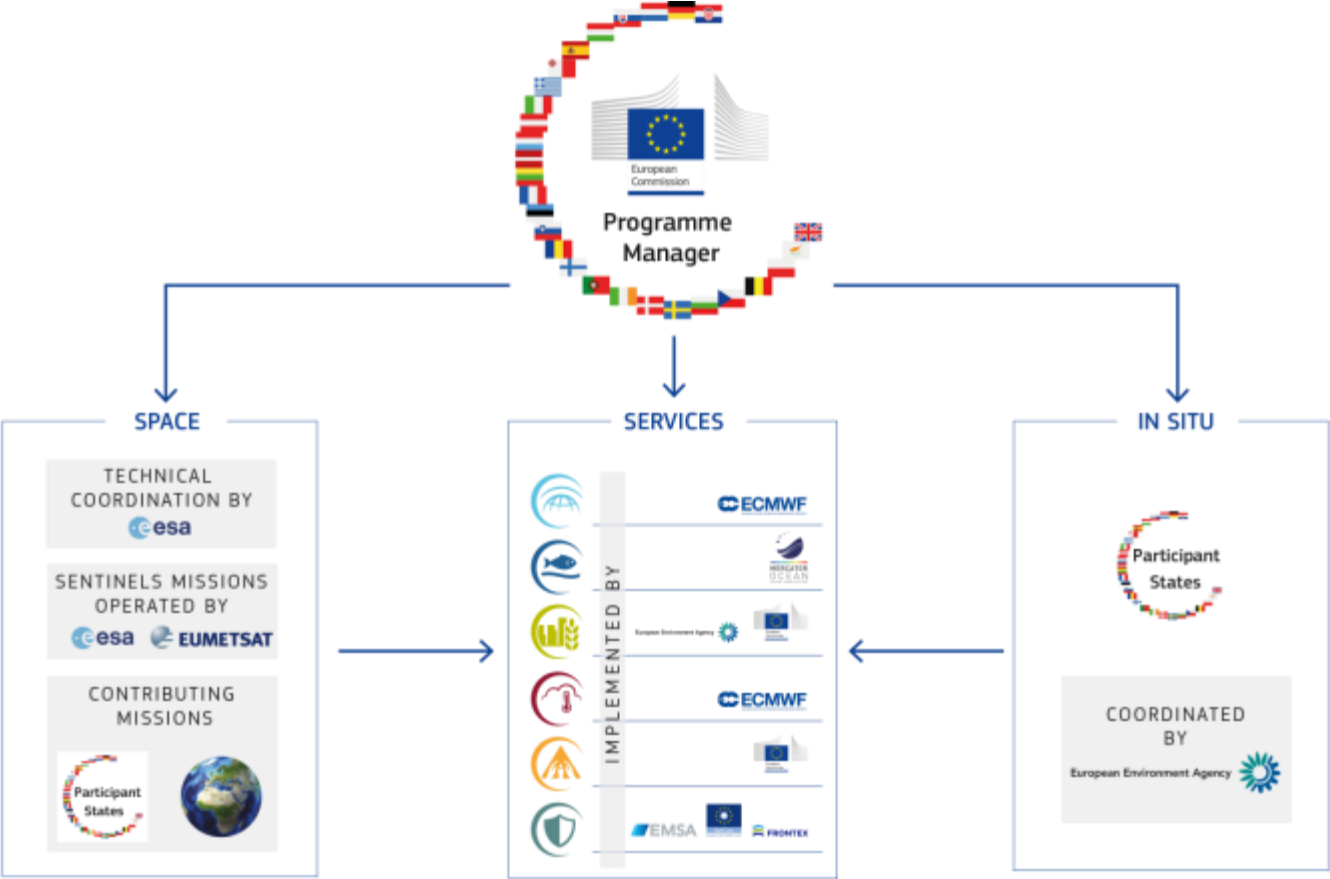 European
Commission
Programme
Manager
SPACE
TECHNICAL
COORDINATION BY
esa
SENTINELS MISSIONS
OPERATED BY
esa EUMETSAT
CONTRIBUTING
MISSIONS
Participant
States
SERVICES
IMPLEMENTED BY
ECMWF
MERCATOR
OCEAN
European Environment Agency
ECMWF
EMSA
FRONTEX
IN SITU
Participant
States
COORDINATED
BY
European Environment Agency